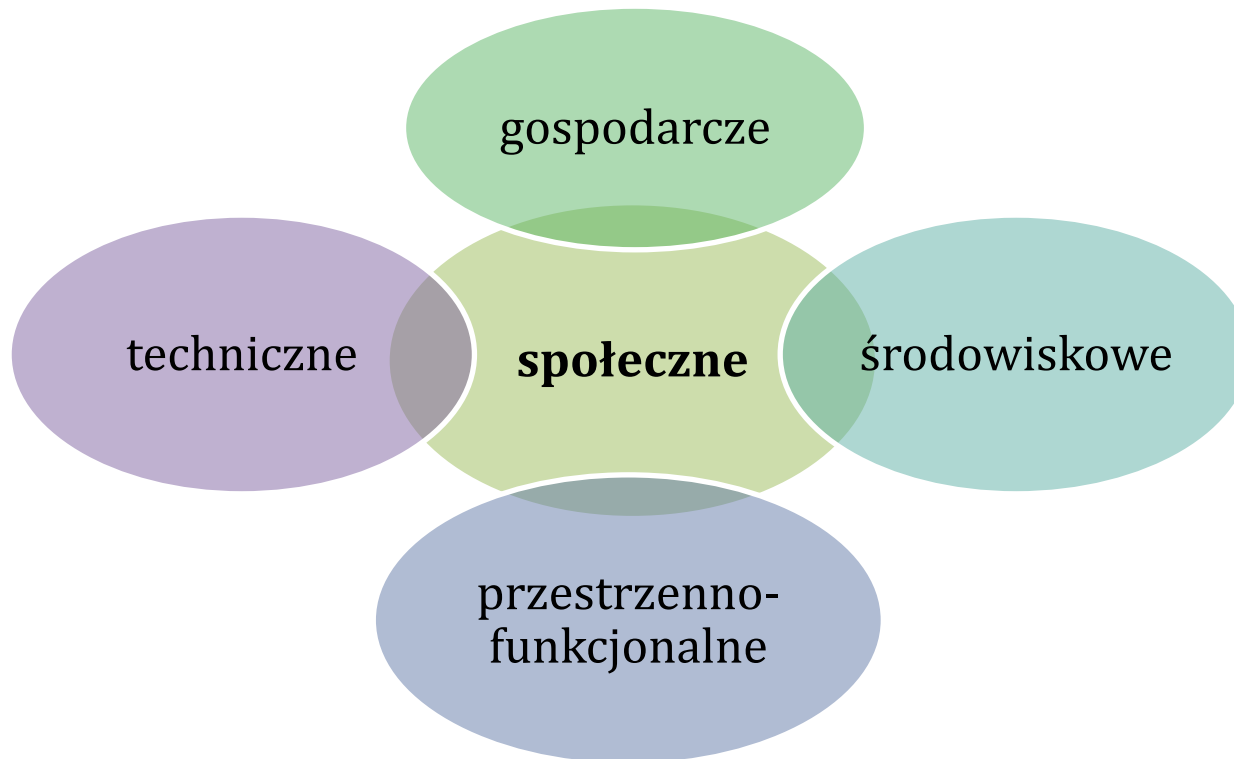 gospodarcze
techniczne
społeczne
środowiskowe
przestrzenno-
funkcjonalne